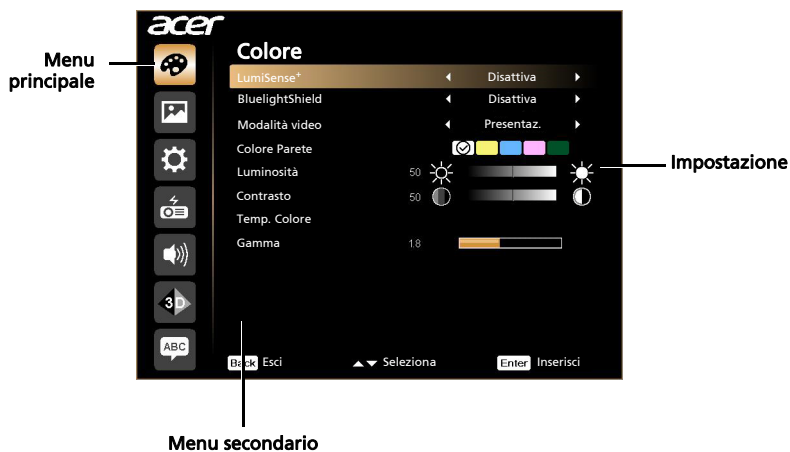 acer
Menu
principale
Colore
LumiSense+ Disattiva
BluelightShield Disattiva
Modalità video Presentaz.
Colore Parete
Luminosità 50
Impostazione
Contrasto 50
Temp. Colore
Gamma 1.8
3D
ABC
Back Esci Seleziona Enter Inserisci
Menu secondario